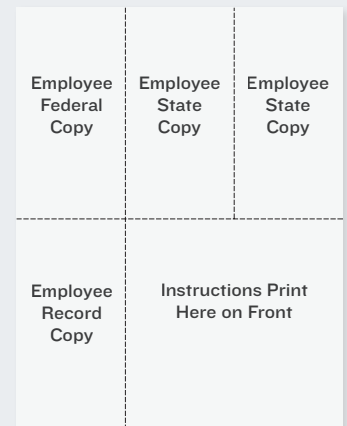 Employee
Federal
Copy
Employee
State
Copy
Employee
State
Copy
Employee
Record
Copy
Instructions Print
Here on Front